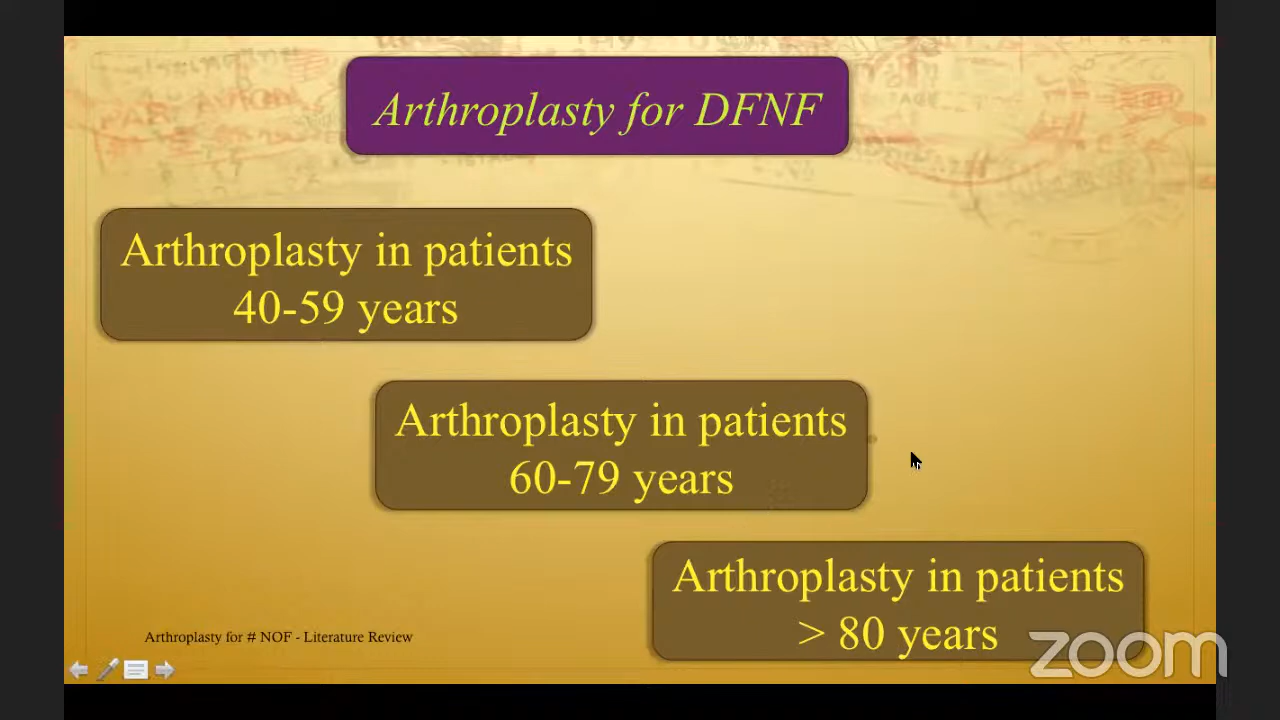 Arthroplasty for DFNF
Arthroplasty in patients
40-59 years
Arthroplasty in patients
60-79 years
Arthroplasty in patients
> 80 years
Arthroplasty for # NOF - Literature Review
zoom